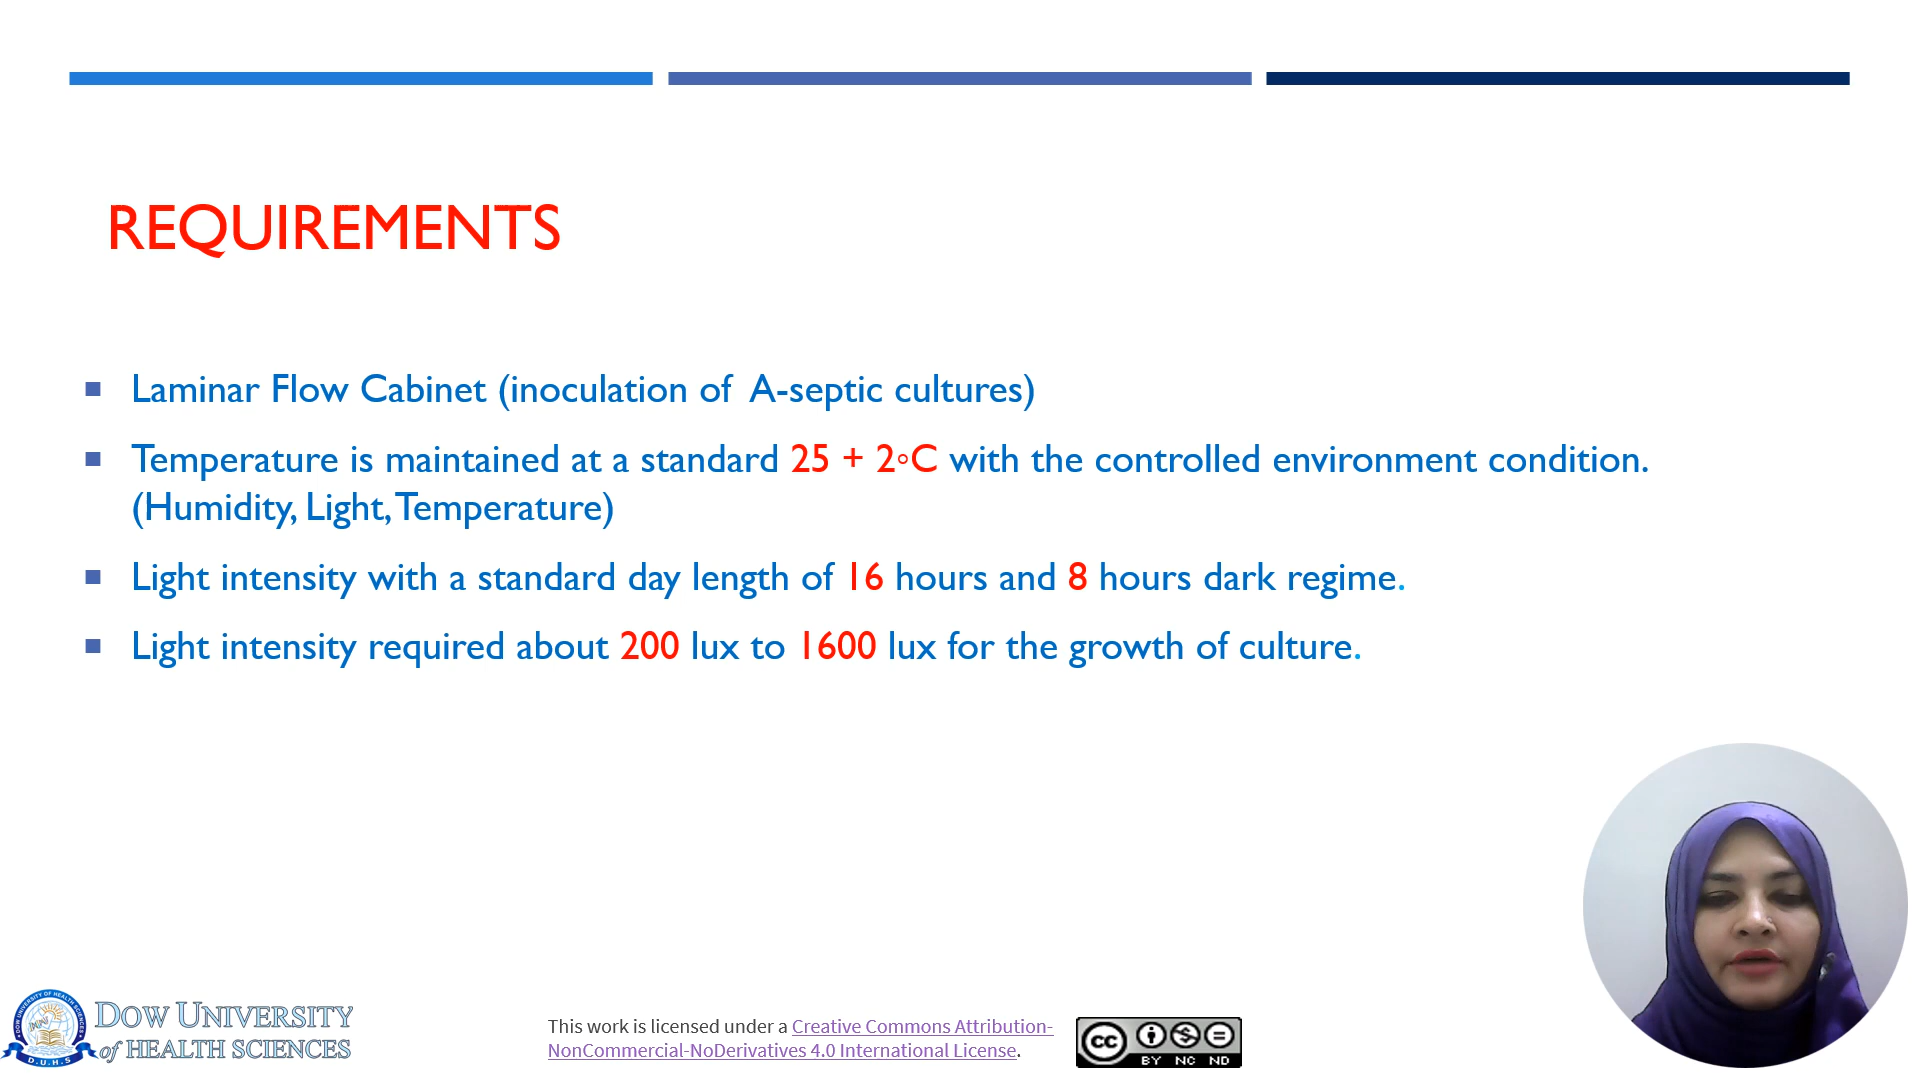 REQUIREMENTS
Laminar Flow Cabinet (inoculation of A-septic cultures)
Temperature is maintained at a standard 25 + 2◦C with the controlled environment condition.
(Humidity, Light, Temperature)
Light intensity with a standard day length of 16 hours and 8 hours dark regime.
Light intensity required about 200 lux to 1600 lux for the growth of culture.
DOW UNIVERSITY
of HEALTH SCIENCES
D.U.H.S
This work is licensed under a Creative Commons Attribution-
NonCommercial-NoDerivatives 4.0 International License.
cc
BY NC ND